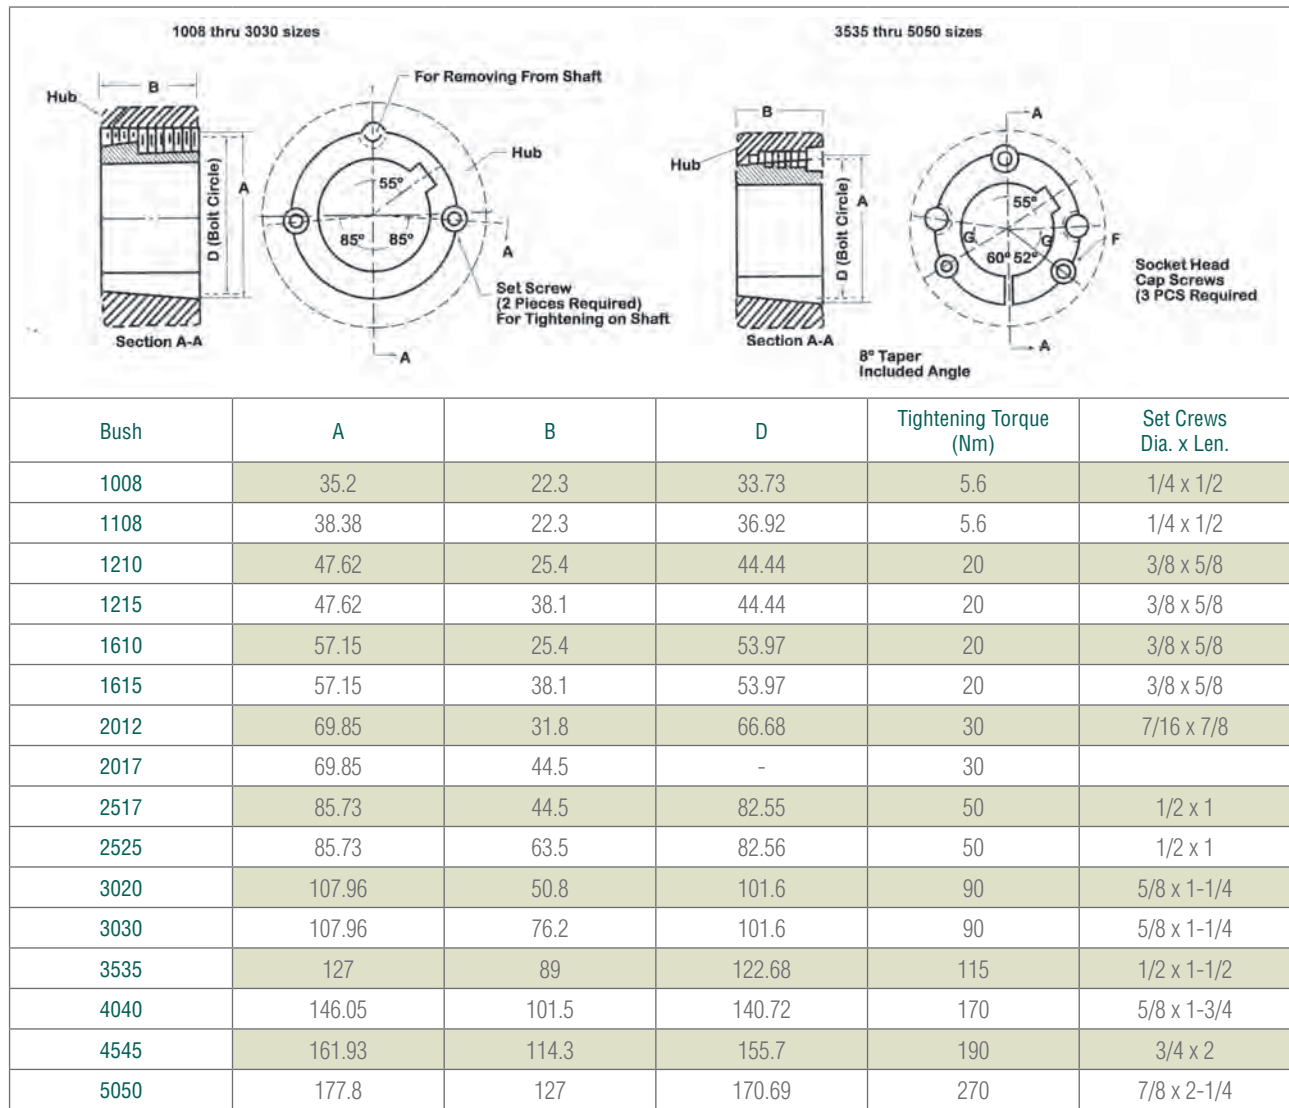 1008 thru 3030 sizes
B
Hub
For Removing From Shaft
Hub
D (Bolt Circle)
A
55º
85º 85º
A
Set Screw
(2 Pieces Required)
For Tightening on Shaft
Section A-A
A
3535 thru 5050 sizes
B
A
Hub
D (Bolt Circle)
A
55º
G G
60º 52º
F
Socket Head
Cap Screws
(3 PCS Required
Section A-A
A
8º Taper
Included Angle
Bush A B D Tightening Torque (Nm) Set Crews Dia. x Len.
1008 35.2 22.3 33.73 5.6 1/4 x 1/2
1108 38.38 22.3 36.92 5.6 1/4 x 1/2
1210 47.62 25.4 44.44 20 3/8 x 5/8
1215 47.62 38.1 44.44 20 3/8 x 5/8
1610 57.15 25.4 53.97 20 3/8 x 5/8
1615 57.15 38.1 53.97 20 3/8 x 5/8
2012 69.85 31.8 66.68 30 7/16 x 7/8
2017 69.85 44.5 - 30
2517 85.73 44.5 82.55 50 1/2 x 1
2525 85.73 63.5 82.56 50 1/2 x 1
3020 107.96 50.8 101.6 90 5/8 x 1-1/4
3030 107.96 76.2 101.6 90 5/8 x 1-1/4
3535 127 89 122.68 115 1/2 x 1-1/2
4040 146.05 101.5 140.72 170 5/8 x 1-3/4
4545 161.93 114.3 155.7 190 3/4 x 2
5050 177.8 127 170.69 270 7/8 x 2-1/4